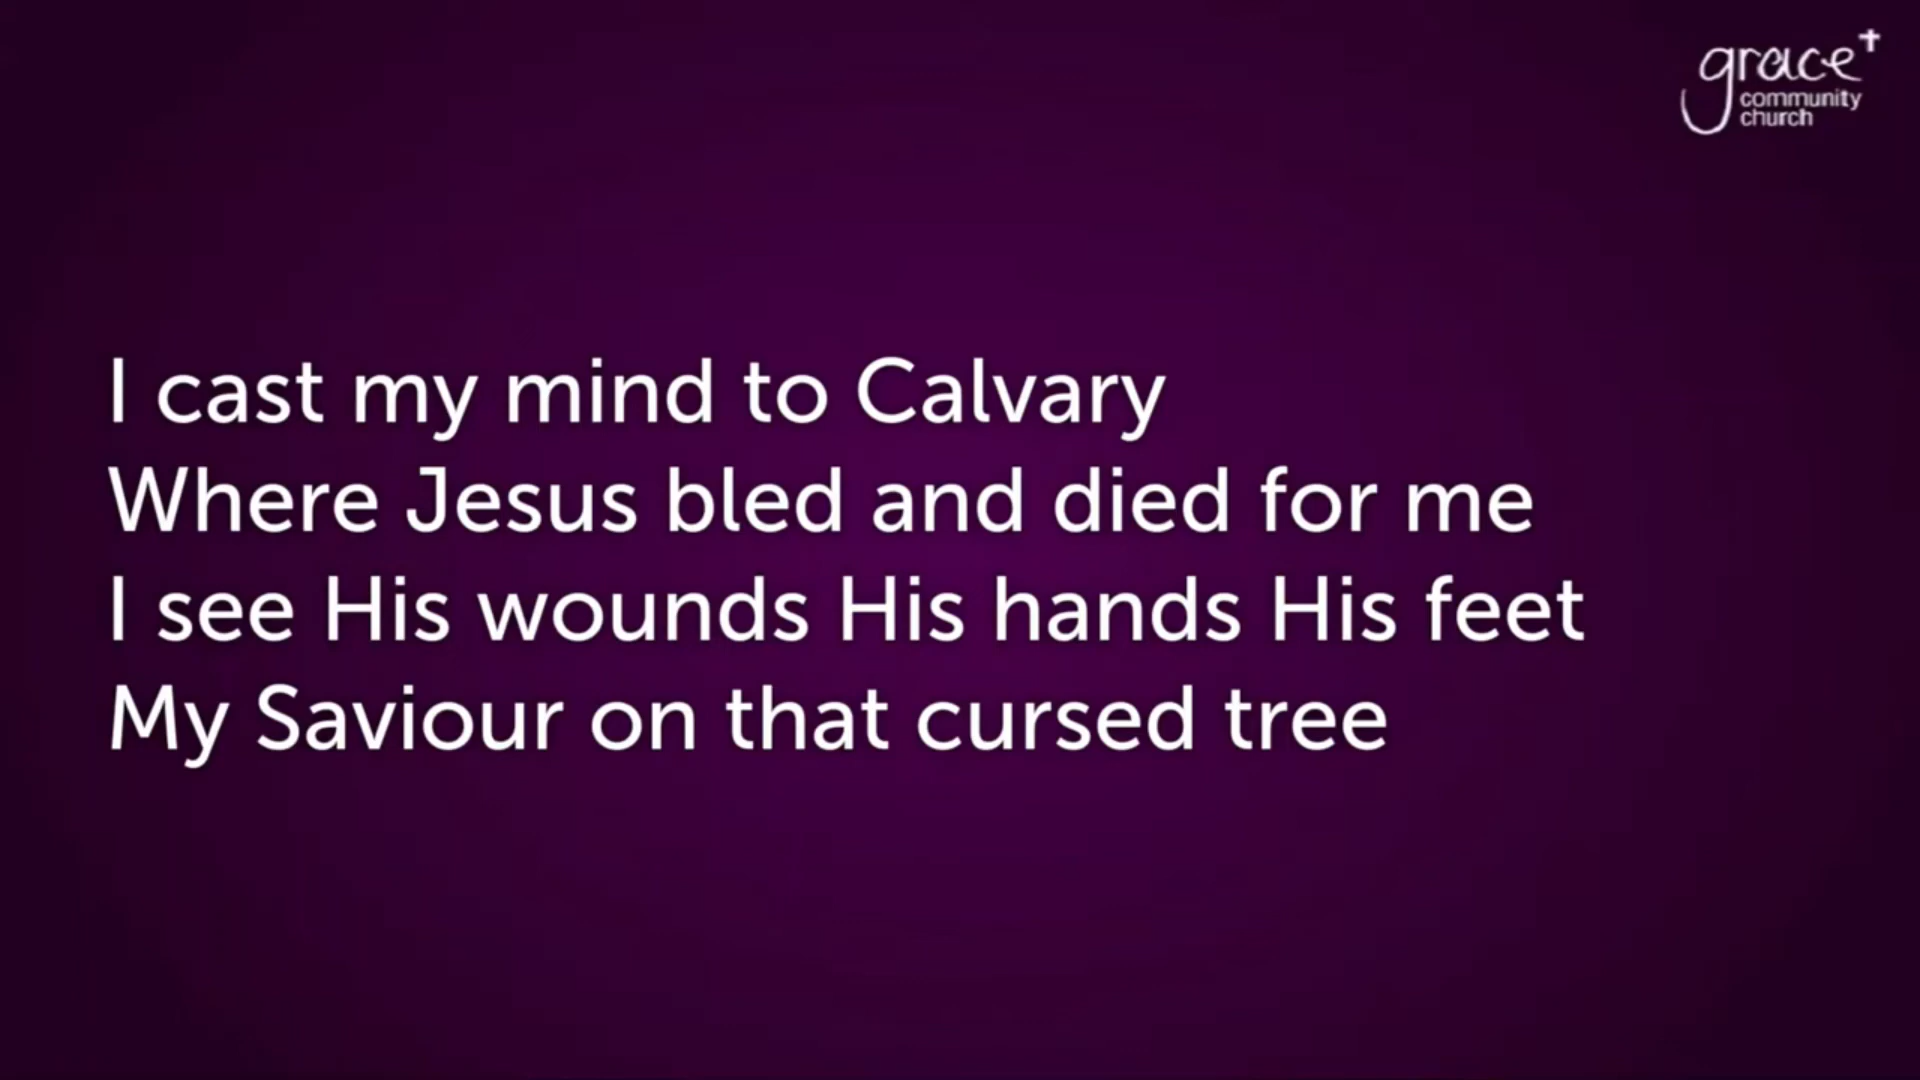 grace
community
church
I cast my mind to Calvary
Where Jesus bled and died for me
I see His wounds His hands His feet
My Saviour on that cursed tree